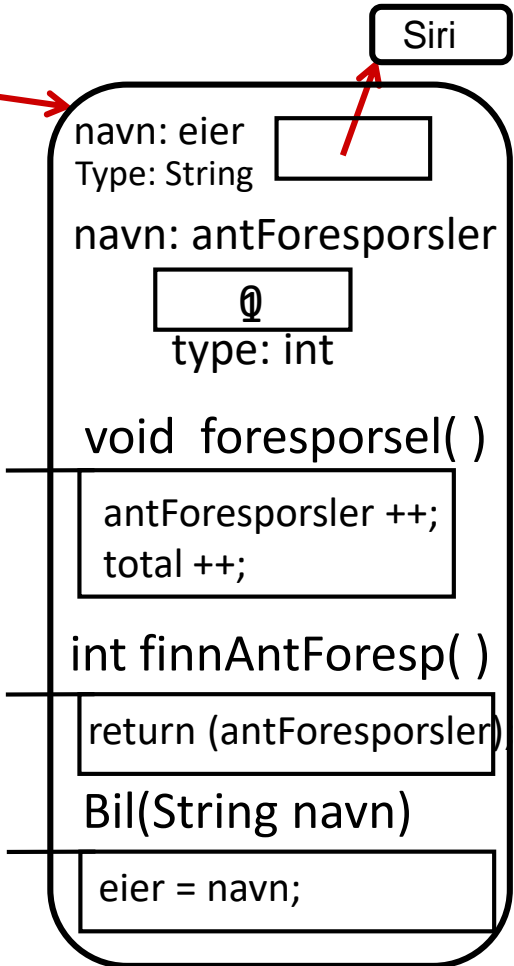 Siri
navn: eier
Type: String
navn: antForesporsler
type: int
void foresporsel( )
antForesporsler ++;
total ++;
int finnAntForesp( )
return (antForesporsler)
Bil(String navn)
eier = navn;